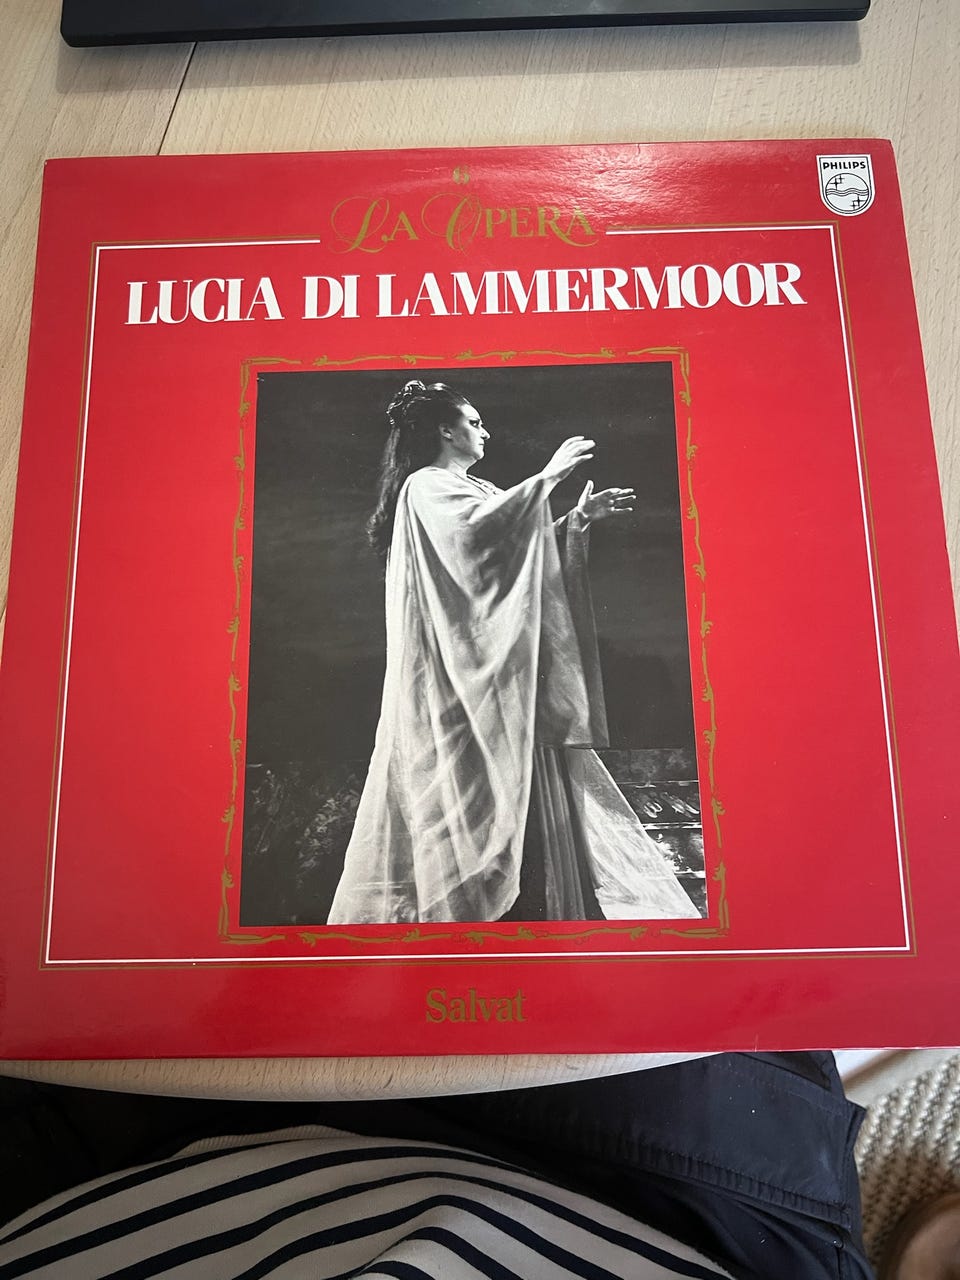 6
PHILIPS
La Opera
LUCIA DI LAMMERMOOR
Salvat